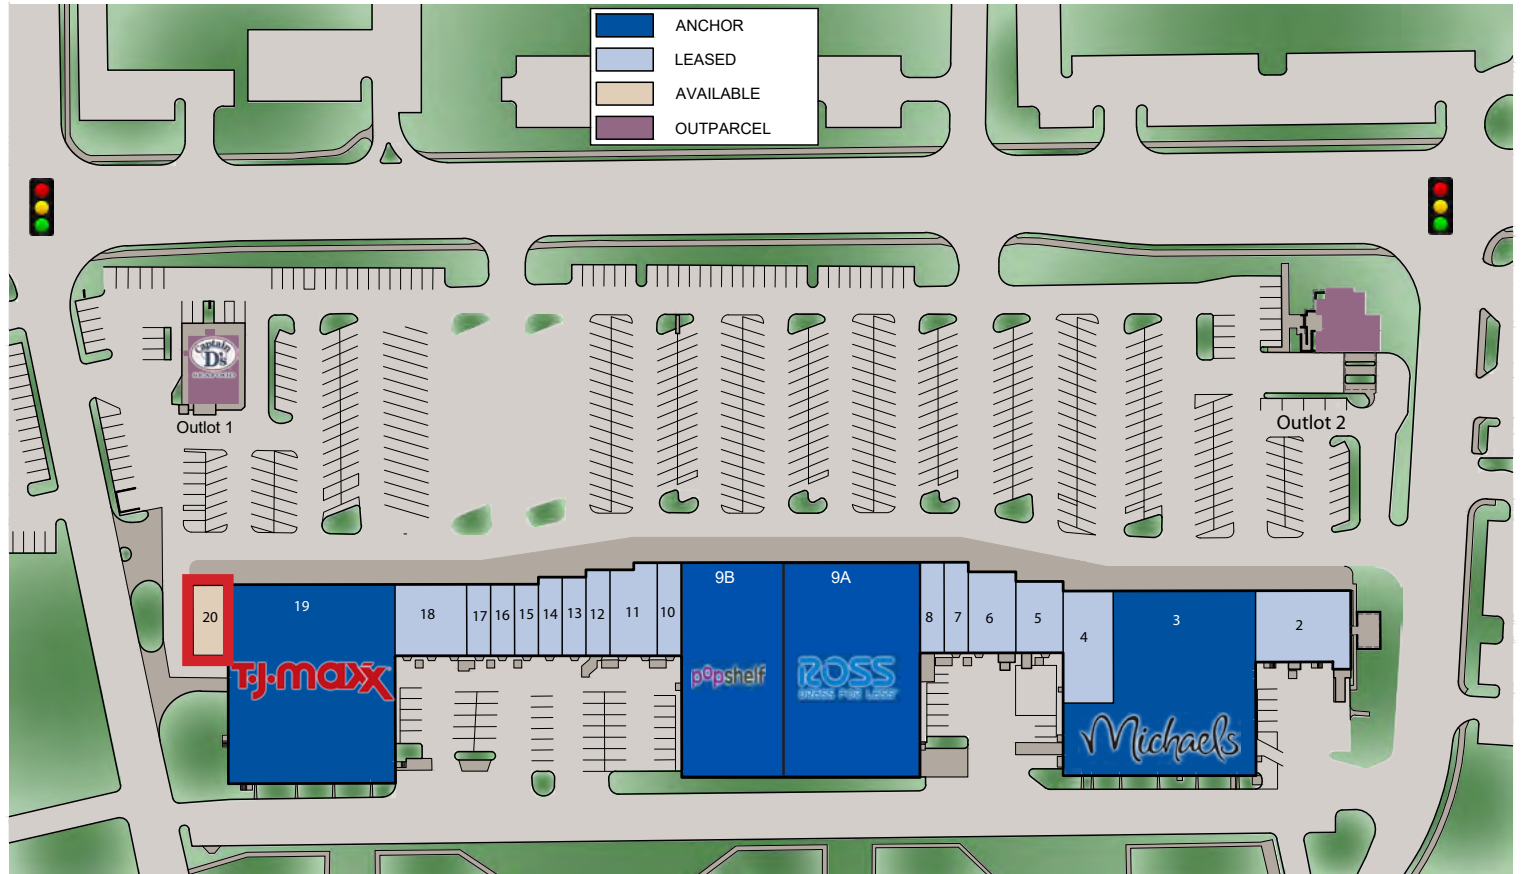 ANCHOR
LEASED
AVAILABLE
OUTPARCEL
Captain
D's
SEAFOOD
Outlot 1
Outlot 2
20
19
18
17
16
15
14
13
12
11
10
9B
9A
8
7
6
5
4
3
2
T.J.maxx
pOpshelf
ROSS
DRESS FOR LESS
Michaels